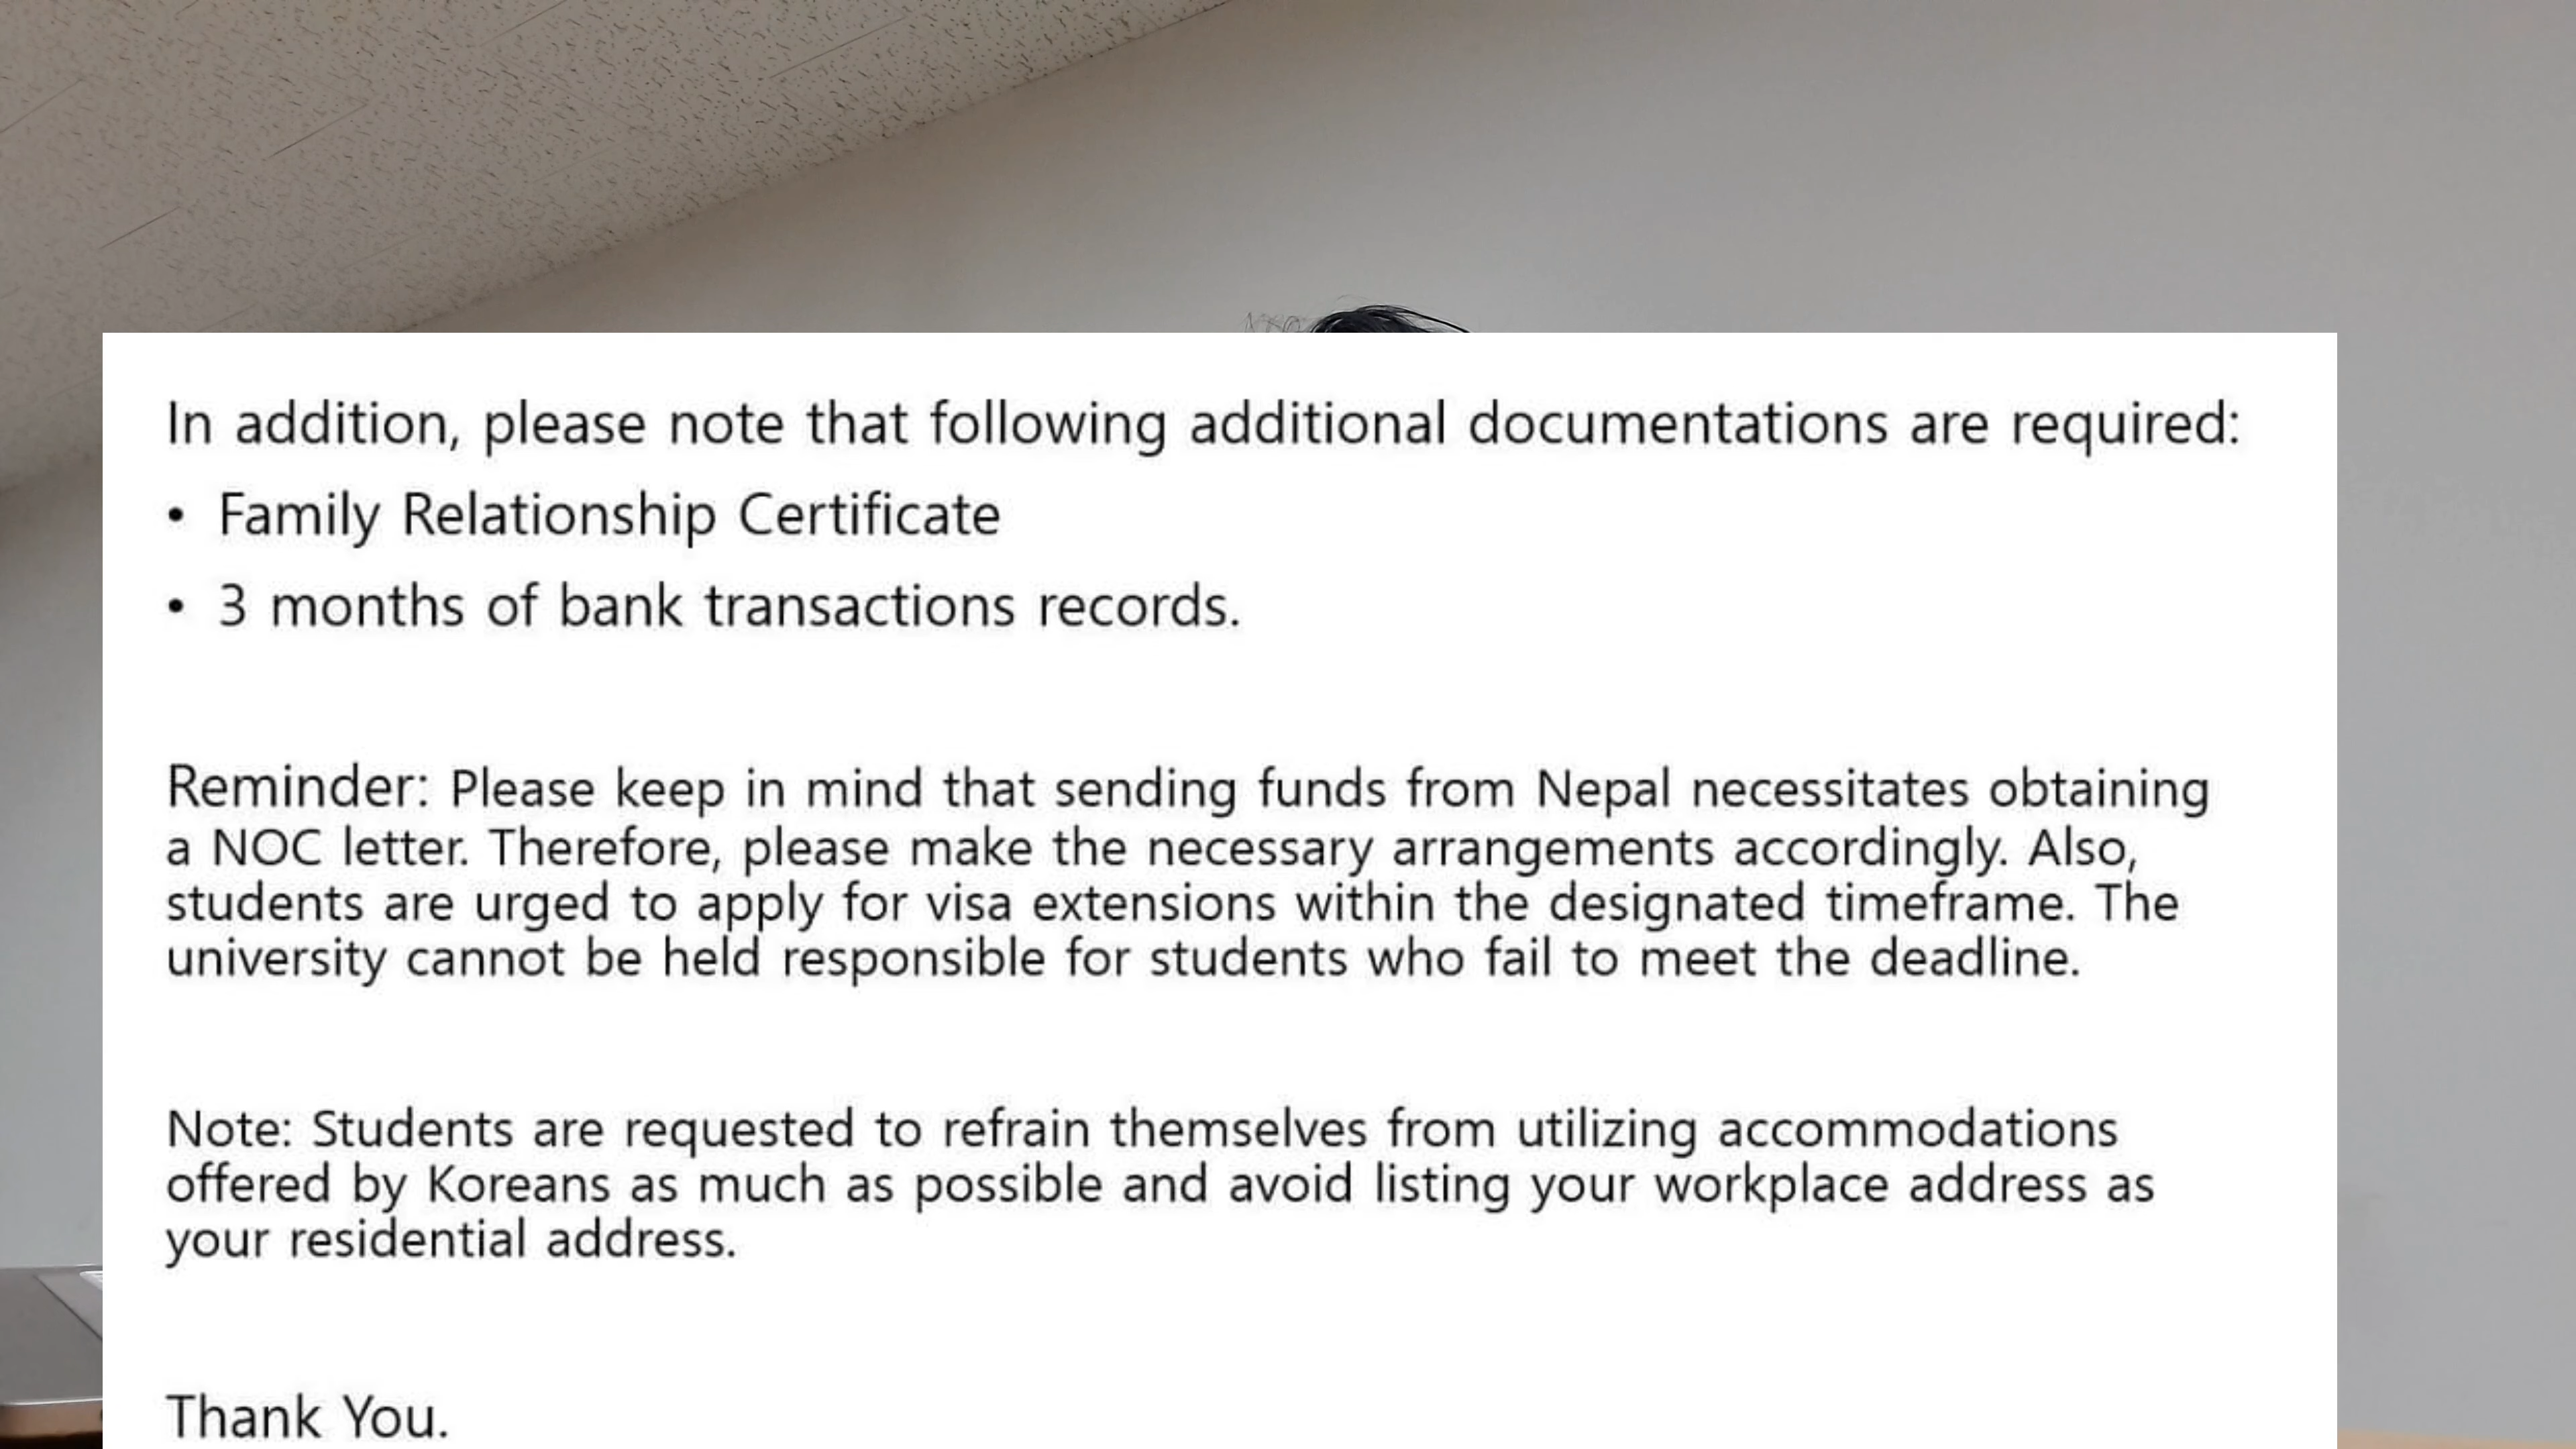 In addition, please note that following additional documentations are required:
• Family Relationship Certificate
• 3 months of bank transactions records.
Reminder: Please keep in mind that sending funds from Nepal necessitates obtaining
a NOC letter. Therefore, please make the necessary arrangements accordingly. Also,
students are urged to apply for visa extensions within the designated timeframe. The
university cannot be held responsible for students who fail to meet the deadline.
Note: Students are requested to refrain themselves from utilizing accommodations
offered by Koreans as much as possible and avoid listing your workplace address as
your residential address.
Thank You.